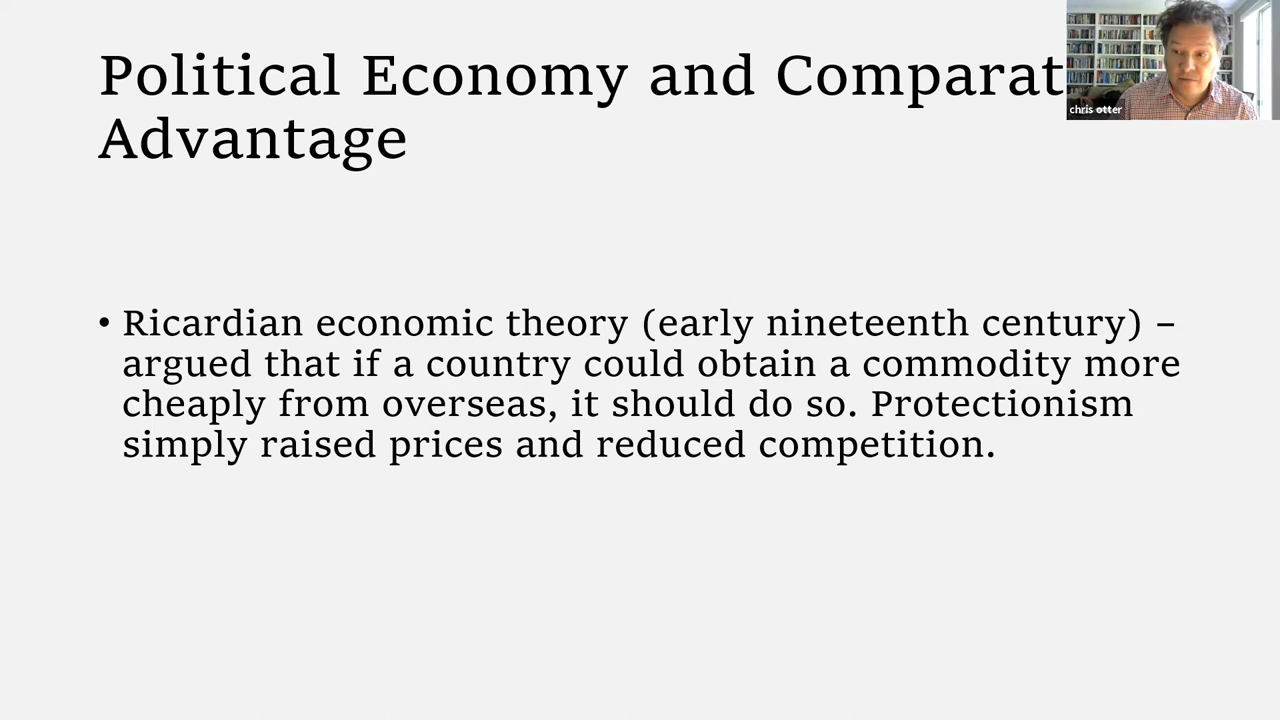 Political Economy and Comparat
Advantage
chris otter
• Ricardian economic theory (early nineteenth century) –
argued that if a country could obtain a commodity more
cheaply from overseas, it should do so. Protectionism
simply raised prices and reduced competition.